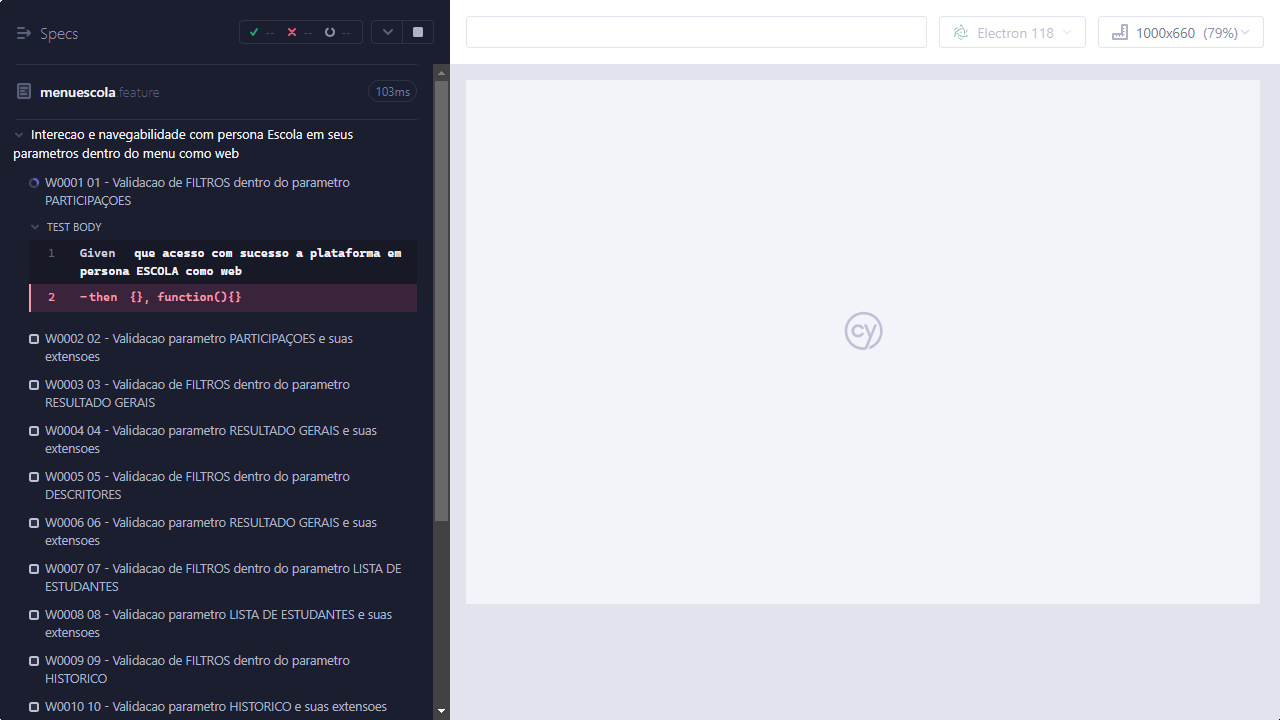 Specs
--
--
--
Electron 118
1000x660 (79%)
menuescola.feature
103ms
Interecao e navegabilidade com persona Escola em seus
parametros dentro do menu como web
W0001 01 - Validacao de FILTROS dentro do parametro
PARTICIPAÇOES
TEST BODY
1 Given que acesso com sucesso a plataforma em
persona ESCOLA como web
2 -then {}, function(){}
W0002 02 - Validacao parametro PARTICIPAÇOES e suas
extensoes
W0003 03 - Validacao de FILTROS dentro do parametro
RESULTADO GERAIS
W0004 04 - Validacao parametro RESULTADO GERAIS e suas
extensoes
W0005 05 - Validacao de FILTROS dentro do parametro
DESCRITORES
W0006 06 - Validacao parametro RESULTADO GERAIS e suas
extensoes
W0007 07 - Validacao de FILTROS dentro do parametro LISTA DE
ESTUDANTES
W0008 08 - Validacao parametro LISTA DE ESTUDANTES e suas
extensoes
W0009 09 - Validacao de FILTROS dentro do parametro
HISTORICO
W0010 10 - Validacao parametro HISTORICO e suas extensoes
cy